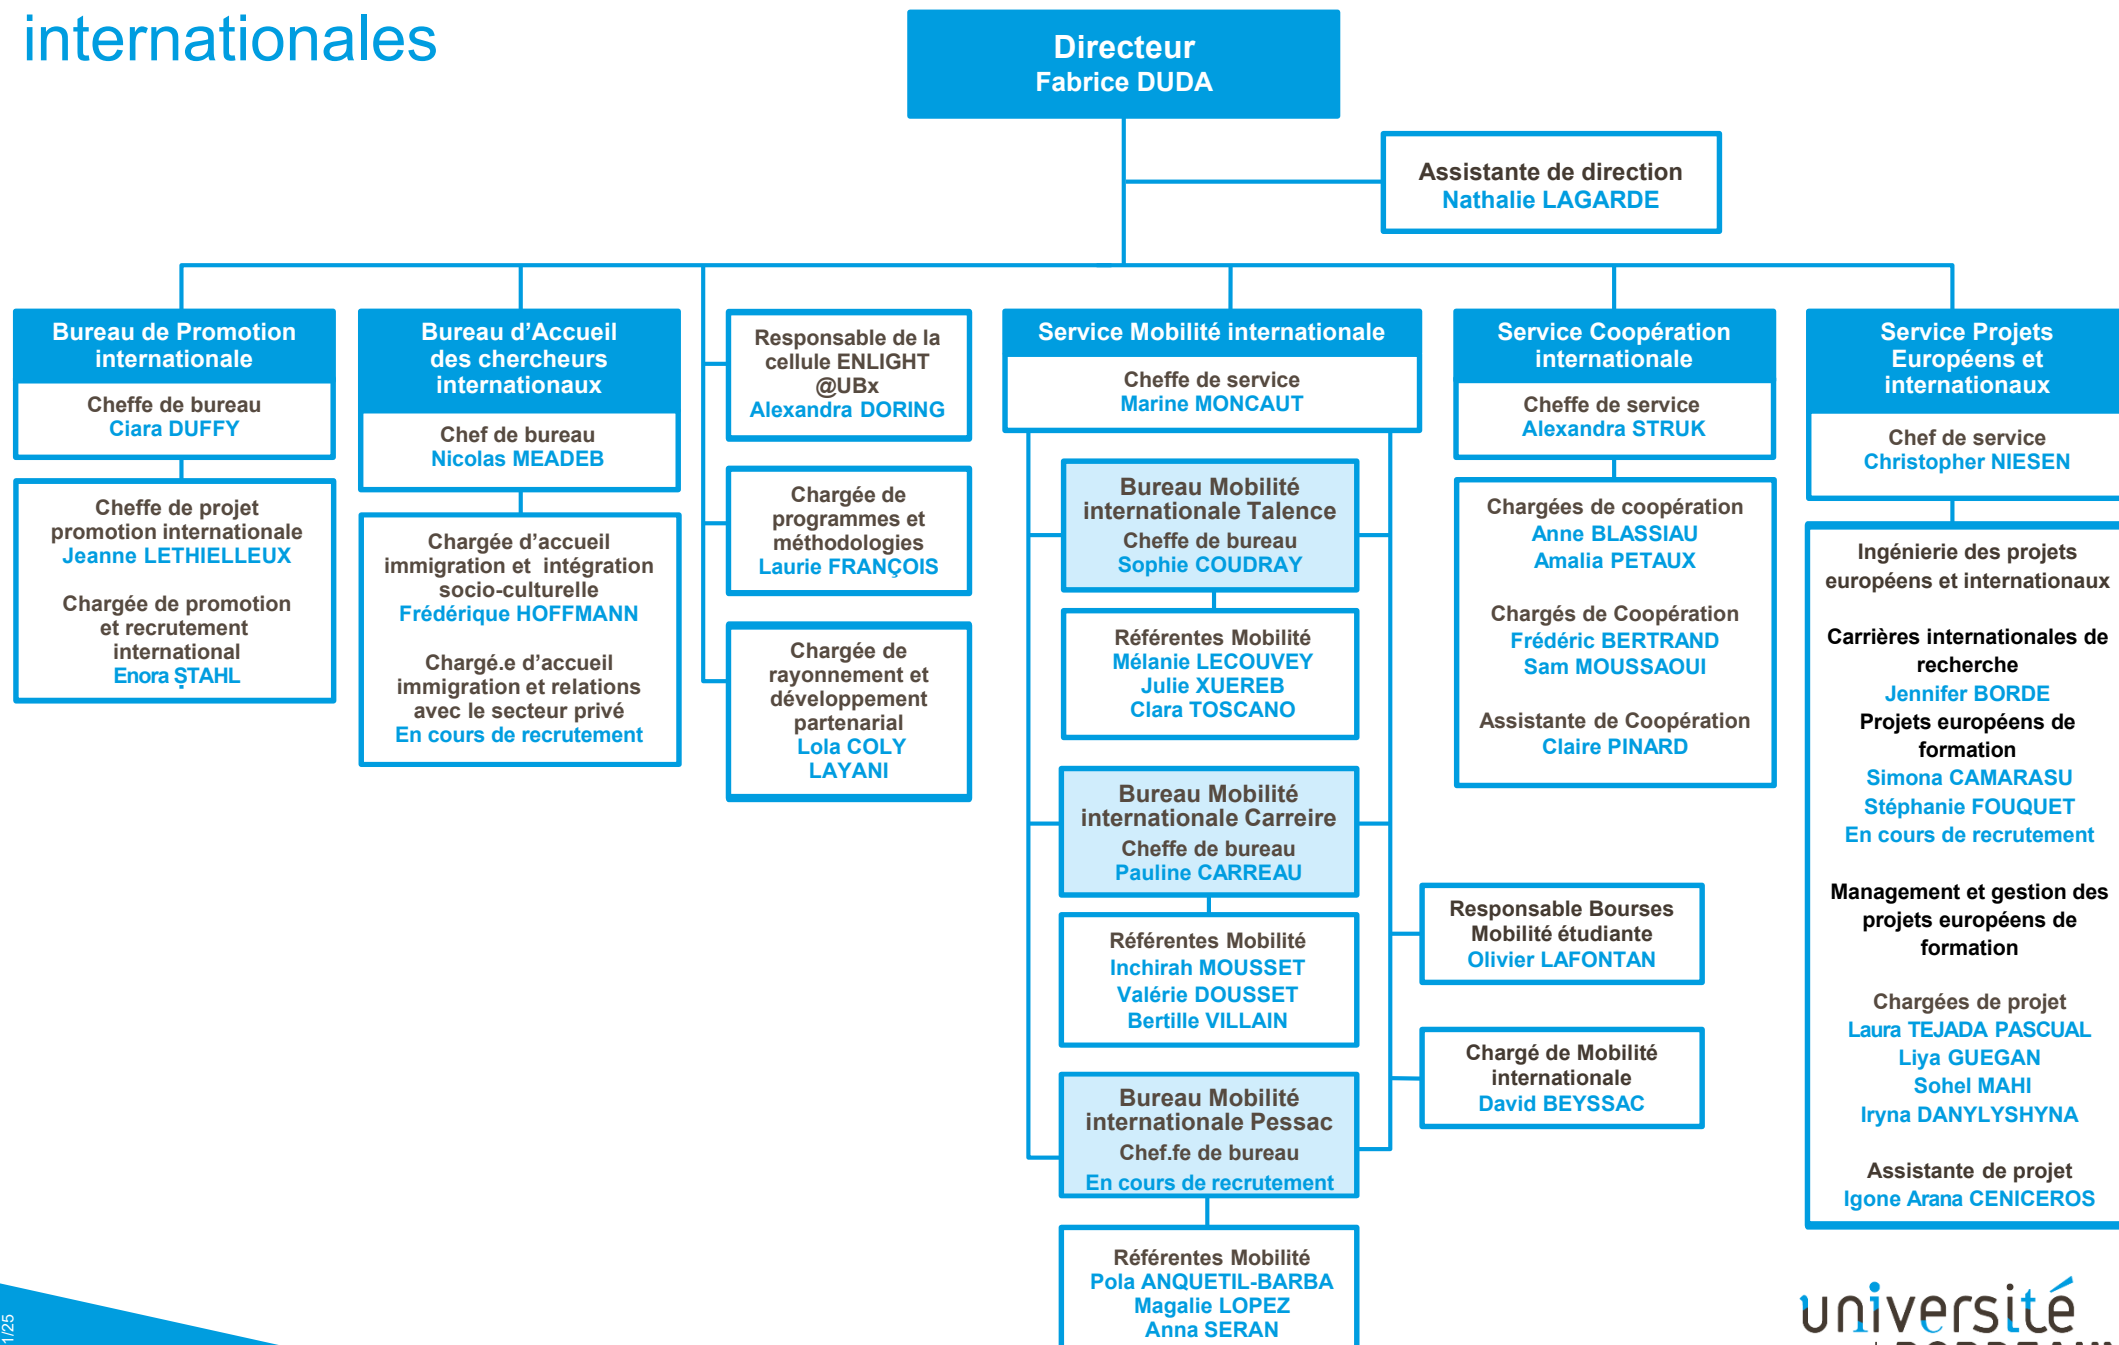 internationales
Directeur
Fabrice DUDA
Assistante de direction
Nathalie LAGARDE
Bureau de Promotion
internationale
Cheffe de bureau
Ciara DUFFY
Cheffe de projet
promotion internationale
Jeanne LETHIELLEUX
Chargée de promotion
et recrutement
international
Enora STAHL
Bureau d'Accueil
des chercheurs
internationaux
Chef de bureau
Nicolas MEADEB
Chargée d'accueil
immigration et intégration
socio-culturelle
Frédérique HOFFMANN
Chargé.e d'accueil
immigration et relations
avec le secteur privé
En cours de recrutement
Responsable de la
cellule ENLIGHT
@UBx
Alexandra DORING
Chargée de
programmes et
méthodologies
Laurie FRANÇOIS
Chargée de
rayonnement et
développement
partenarial
Lola COLY
LAYANI
Service Mobilité internationale
Cheffe de service
Marine MONCAUT
Bureau Mobilité
internationale Talence
Cheffe de bureau
Sophie COUDRAY
Référentes Mobilité
Mélanie LECOUVEY
Julie XUEREB
Clara TOSCANO
Bureau Mobilité
internationale Carreire
Cheffe de bureau
Pauline CARREAU
Référentes Mobilité
Inchirah MOUSSET
Valérie DOUSSET
Bertille VILLAIN
Bureau Mobilité
internationale Pessac
Chef.fe de bureau
En cours de recrutement
Référentes Mobilité
Pola ANQUETIL-BARBA
Magalie LOPEZ
Anna SERAN
Responsable Bourses
Mobilité étudiante
Olivier LAFONTAN
Chargé de Mobilité
internationale
David BEYSSAC
Service Coopération
internationale
Cheffe de service
Alexandra STRUK
Chargées de coopération
Anne BLASSIAU
Amalia PETAUX
Chargés de Coopération
Frédéric BERTRAND
Sam MOUSSAOUI
Assistante de Coopération
Claire PINARD
Service Projets
Européens et
internationaux
Chef de service
Christopher NIESEN
Ingénierie des projets
européens et internationaux
Carrières internationales de
recherche
Jennifer BORDE
Projets européens de
formation
Simona CAMARASU
Stéphanie FOUQUET
En cours de recrutement
Management et gestion des
projets européens de
formation
Chargées de projet
Laura TEJADA PASCUAL
Liya GUEGAN
Sohel MAHI
Iryna DANYLYSHYNA
Assistante de projet
Igone Arana CENICEROS
1/25
université